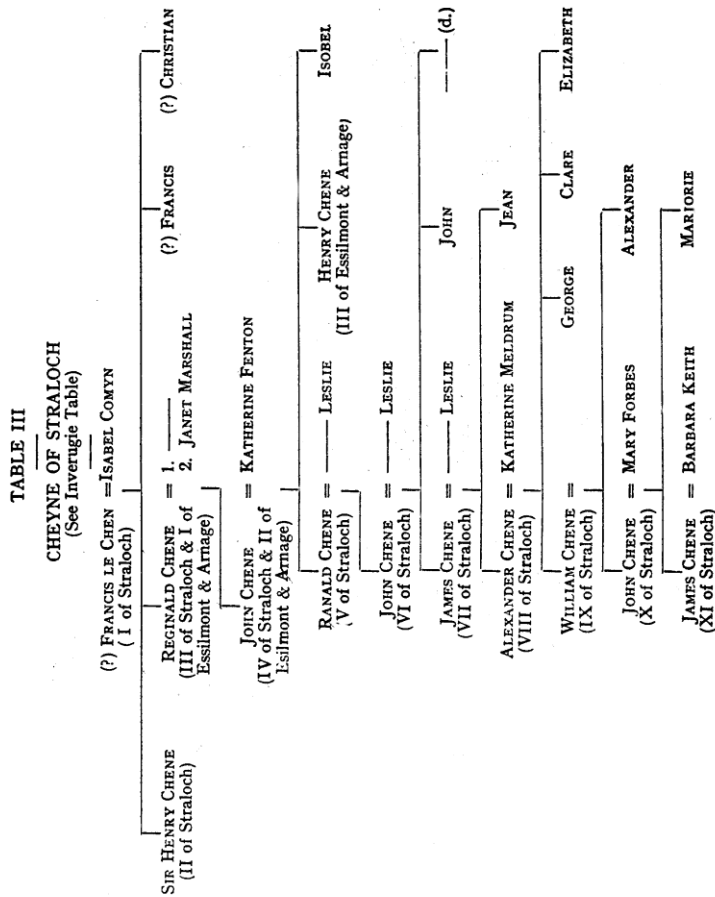 TABLE III
CHEYNE OF STRALOCH
(See Inverugie Table)
(?) FRANCIS LE CHEN = ISABEL COMYN
( I of Straloch)
SIR HENRY CHENE
(II of Straloch)
REGINALD CHENE = 1. ———
(III of Straloch & I of 2. JANET MARSHALL
Essilmont & Arnage)
(?) FRANCIS
(?) CHRISTIAN
JOHN CHENE = KATHERINE FENTON
(IV of Straloch & II of
Esilmont & Arnage)
RANALD CHENE = ——— LESLIE
(V of Straloch)
HENRY CHENE
(III of Essilmont & Arnage)
ISOBEL
JOHN CHENE = ——— LESLIE
(VI of Straloch)
JAMES CHENE = ——— LESLIE
(VII of Straloch)
JOHN
——— (d.)
ALEXANDER CHENE = KATHERINE MELDRUM
(VIII of Straloch)
JEAN
WILLIAM CHENE =
(IX of Straloch)
GEORGE
CLARE
ELIZABETH
JOHN CHENE = MARY FORBES
(X of Straloch)
ALEXANDER
JAMES CHENE = BARBARA KEITH
(XI of Straloch)
MARJORIE